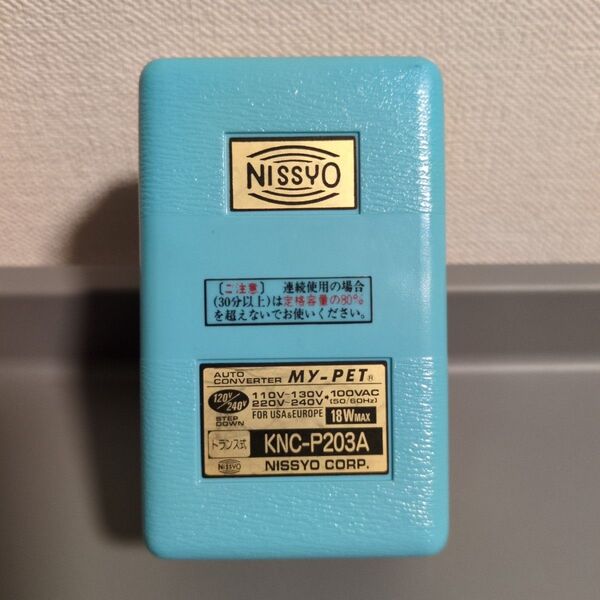 NISSYO
〔ご注意〕 連続使用の場合
(30分以上)は定格容量の80%
を超えないでお使いください。
AUTO
CONVERTER MY-PET®
120V/240V
110V-130V
220V-240V
100VAC
(50/60Hz)
STEP
DOWN
FOR USA&EUROPE 18WMAX
トランス式 KNC-P203A
NISSYO NISSYO CORP.